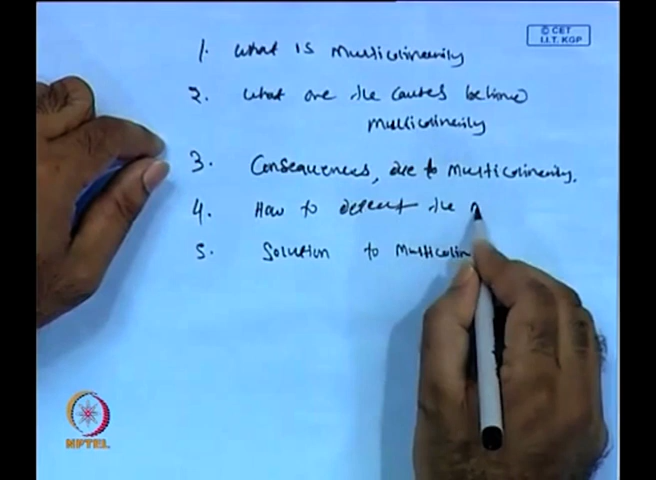 © CET
I.I.T. KGP
1. What is Multicolinearity
2. What are the causes behind
Multicolinearity
3. Consequences, due to Multicolinearity.
4. How to detect the
5. Solution to Multicolin
NPTEL